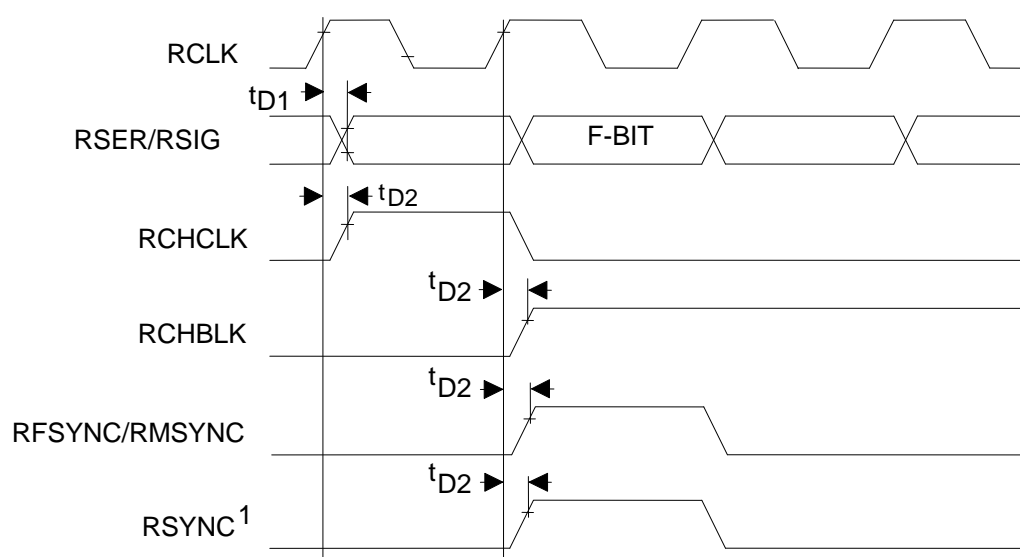 RCLK
tD1
RSER/RSIG
F-BIT
tD2
RCHCLK
tD2
RCHBLK
tD2
RFSYNC/RMSYNC
tD2
RSYNC1